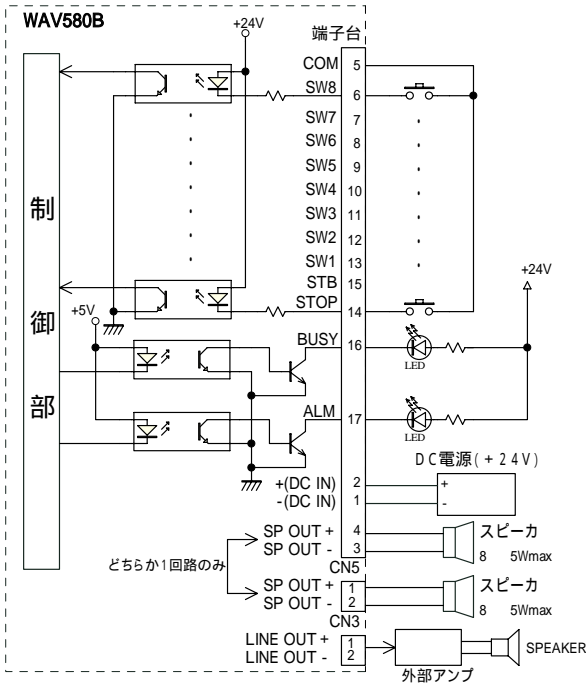 WAV580B
+24V
端子台
COM 5
SW8 6
SW7 7
SW6 8
SW5 9
SW4 10
SW3 11
SW2 12
SW1 13
STB 15
STOP 14
制御部
+5V
+24V
BUSY 16
LED
ALM 17
LED
DC電源(+24V)
+(DC IN) 2 +
-(DC IN) 1 -
SP OUT + 4
SP OUT - 3
スピーカ
8 5Wmax
CN5
どちらか1回路のみ
SP OUT + 1
SP OUT - 2
スピーカ
8 5Wmax
CN3
LINE OUT + 1
LINE OUT - 2
SPEAKER
外部アンプ